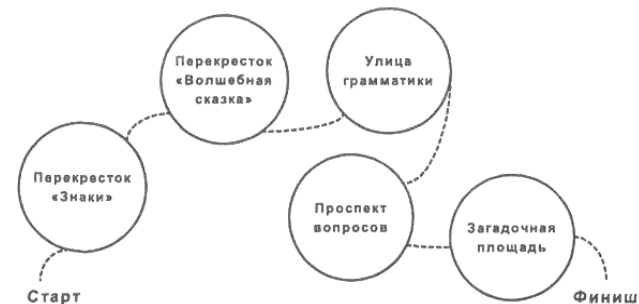 Перекресток
«Волшебная
сказка»
Улица
грамматики
Перекресток
«Знаки»
Проспект
вопросов
Загадочная
площадь
Старт
Финиш